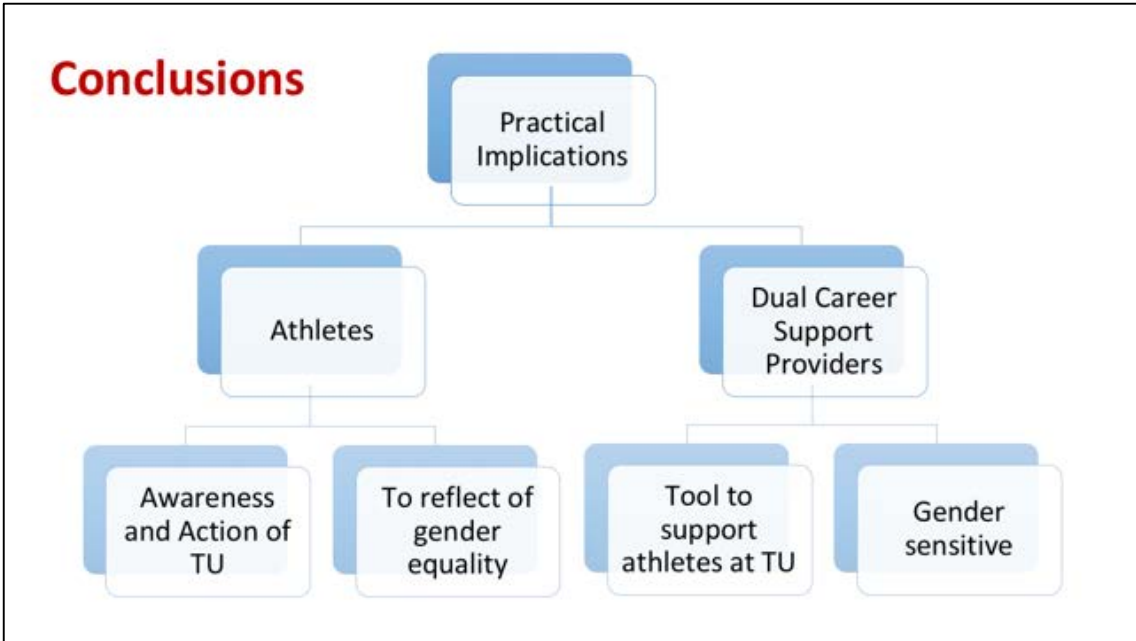 Conclusions
Practical
Implications
Athletes
Dual Career
Support
Providers
Awareness
and Action of
TU
To reflect of
gender
equality
Tool to
support
athletes at TU
Gender
sensitive